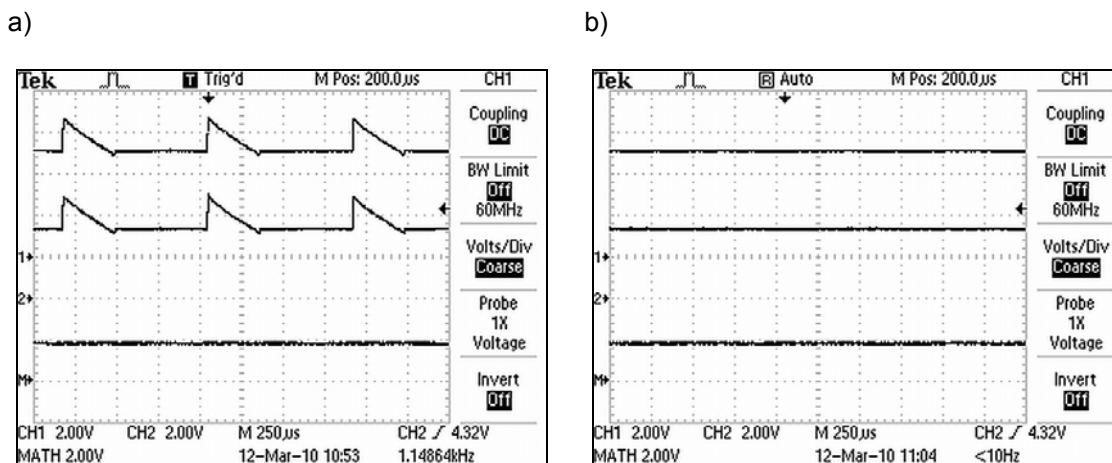 a)
b)
Tek T Trig'd M Pos: 200.0µs CH1
Coupling
DC
BW Limit
Off
60MHz
Volts/Div
Coarse
Probe
1X
Voltage
Invert
Off
1
2
M
CH1 2.00V CH2 2.00V M 250µs CH2 4.32V
MATH 2.00V 12-Mar-10 10:53 1.14864kHz
Tek R Auto M Pos: 200.0µs CH1
Coupling
DC
BW Limit
Off
60MHz
Volts/Div
Coarse
Probe
1X
Voltage
Invert
Off
1
2
M
CH1 2.00V CH2 2.00V M 250µs CH2 4.32V
MATH 2.00V 12-Mar-10 11:04 <10Hz